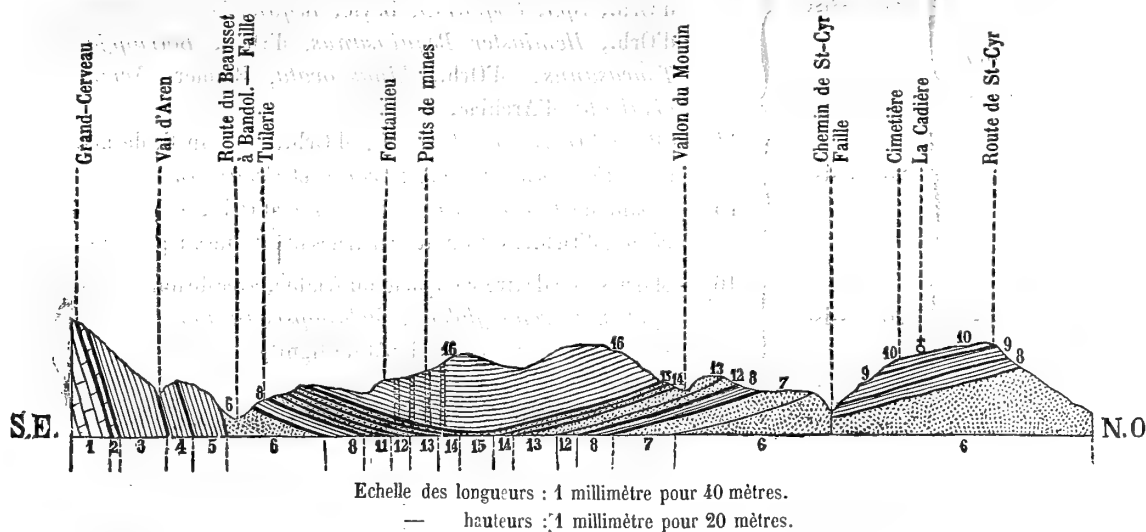 Grand-Cerveau
Val d'Aren
Route du Beausset
à Bandol. — Faille
Tuilerie
Fontainieu
Puits de mines
Vallon du Moutin
Chemin de St-Cyr
Faille
Cimetière
La Cadière
Route de St-Cyr
16 16 15 14 13 12 8 7 9 10 10 9 8
5 8
S.E. N.O
1 2 3 4 5 6 8 11 12 13 14 15 14 13 12 8 7 6 6
Echelle des longueurs : 1 millimètre pour 40 mètres.
— hauteurs : 1 millimètre pour 20 mètres.